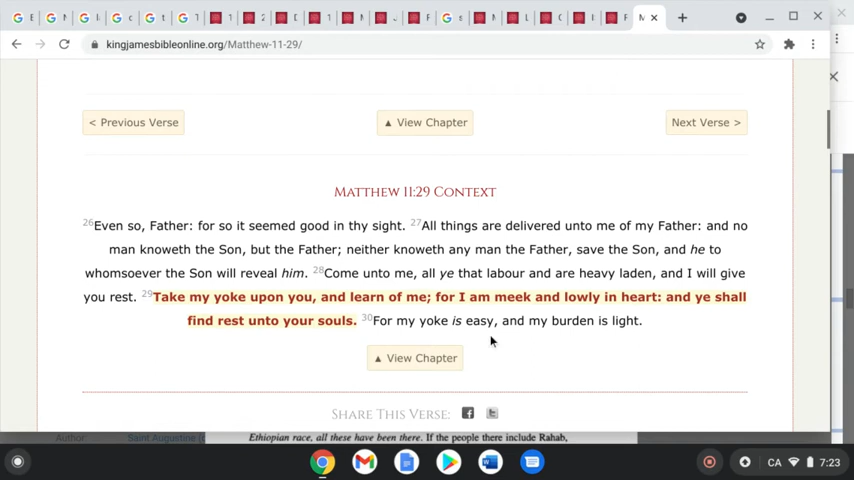 kingjamesbibleonline.org/Matthew-11-29/
< Previous Verse
▲ View Chapter
Next Verse >
Matthew 11:29 Context
26Even so, Father: for so it seemed good in thy sight. 27All things are delivered unto me of my Father: and no
man knoweth the Son, but the Father; neither knoweth any man the Father, save the Son, and he to
whomsoever the Son will reveal him. 28Come unto me, all ye that labour and are heavy laden, and I will give
you rest. 29Take my yoke upon you, and learn of me; for I am meek and lowly in heart: and ye shall
find rest unto your souls. 30For my yoke is easy, and my burden is light.
▲ View Chapter
Share This Verse:
Author: Saint Augustine (
Ethiopian race, all these have been there. If the people there include Rahab,
CA 7:23